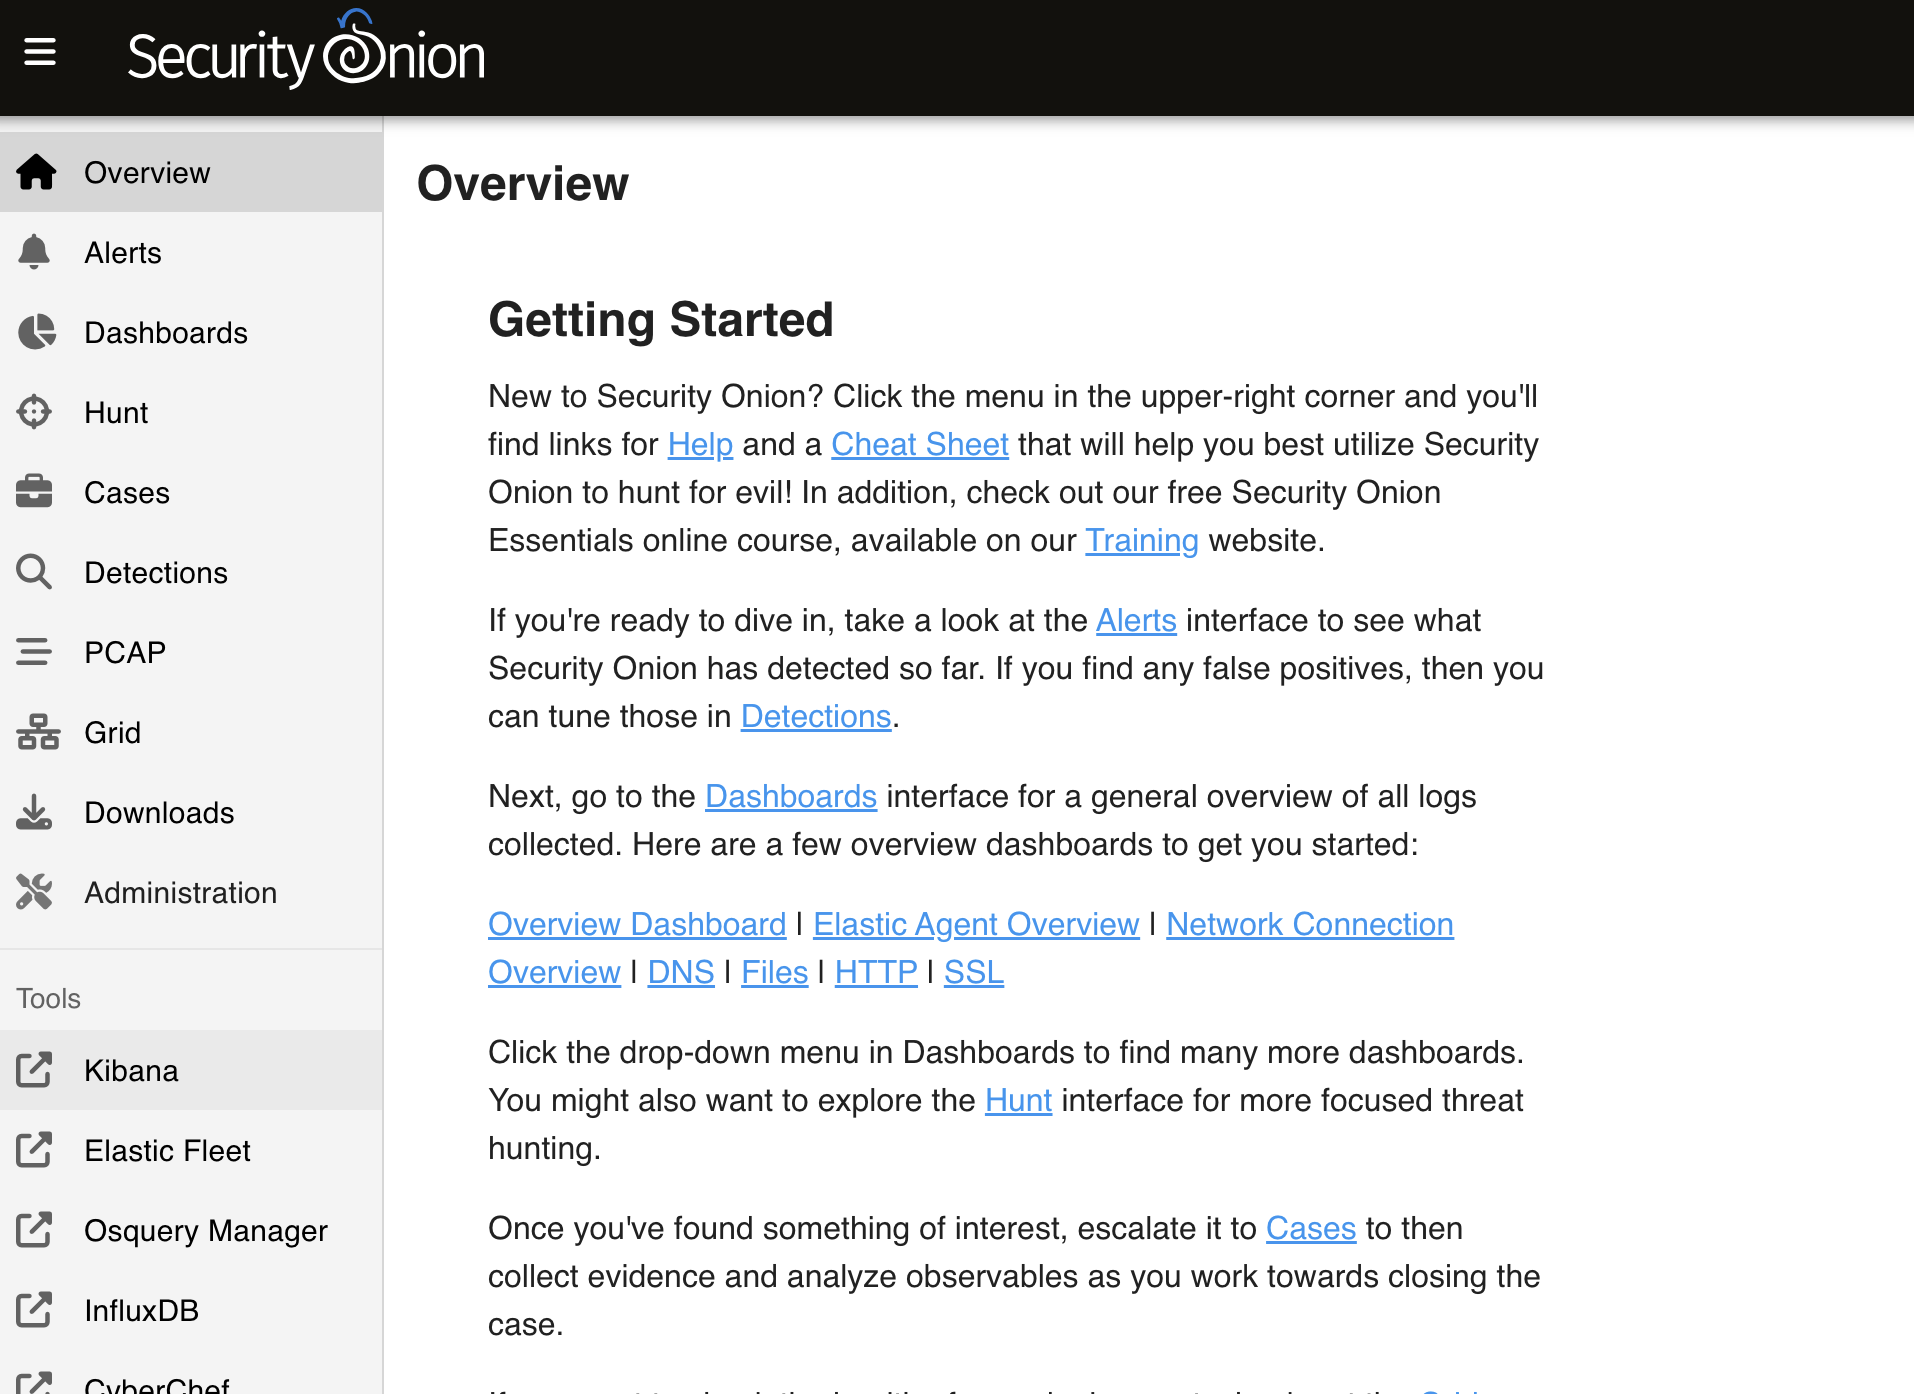 Security Onion
Overview
Alerts
Dashboards
Hunt
Cases
Detections
PCAP
Grid
Downloads
Administration
Tools
Kibana
Elastic Fleet
Osquery Manager
InfluxDB
CyberChef
Overview
Getting Started
New to Security Onion? Click the menu in the upper-right corner and you'll
find links for Help and a Cheat Sheet that will help you best utilize Security
Onion to hunt for evil! In addition, check out our free Security Onion
Essentials online course, available on our Training website.
If you're ready to dive in, take a look at the Alerts interface to see what
Security Onion has detected so far. If you find any false positives, then you
can tune those in Detections.
Next, go to the Dashboards interface for a general overview of all logs
collected. Here are a few overview dashboards to get you started:
Overview Dashboard | Elastic Agent Overview | Network Connection
Overview | DNS | Files | HTTP | SSL
Click the drop-down menu in Dashboards to find many more dashboards.
You might also want to explore the Hunt interface for more focused threat
hunting.
Once you've found something of interest, escalate it to Cases to then
collect evidence and analyze observables as you work towards closing the
case.